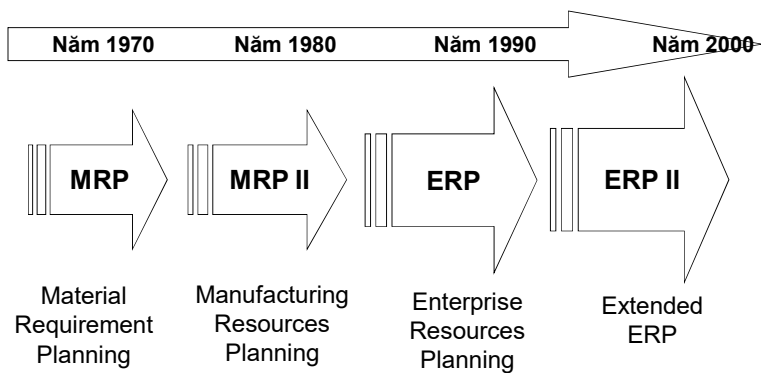 Năm 1970 Năm 1980 Năm 1990 Năm 2000
MRP MRP II ERP ERP II
Material
Requirement
Planning
Manufacturing
Resources
Planning
Enterprise
Resources
Planning
Extended
ERP